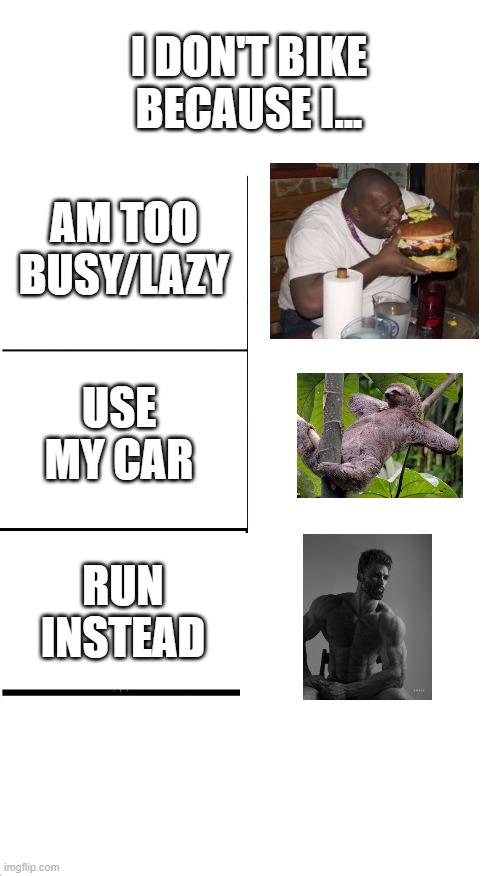 I DON'T BIKE
BECAUSE I...
AM TOO
BUSY/LAZY
USE
MY CAR
RUN
INSTEAD
imgflip.com